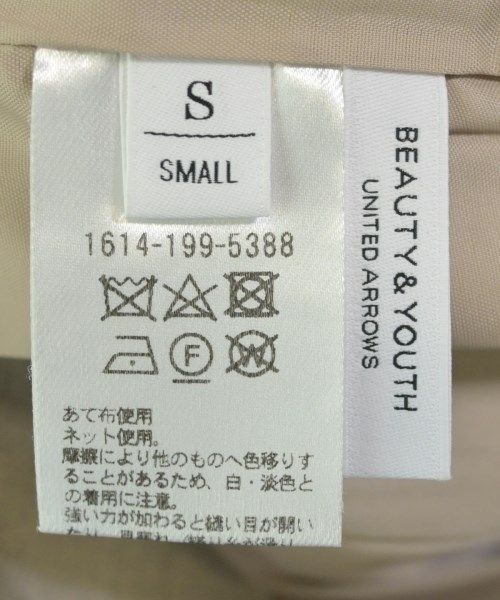 S
SMALL
1614-199-5388
F
W
あて布使用
ネット使用。
摩擦により他のものへ色移りす
ることがあるため、白・淡色と
の着用に注意。
強い力が加わると縫い目が開い
BEAUTY & YOUTH
UNITED ARROWS